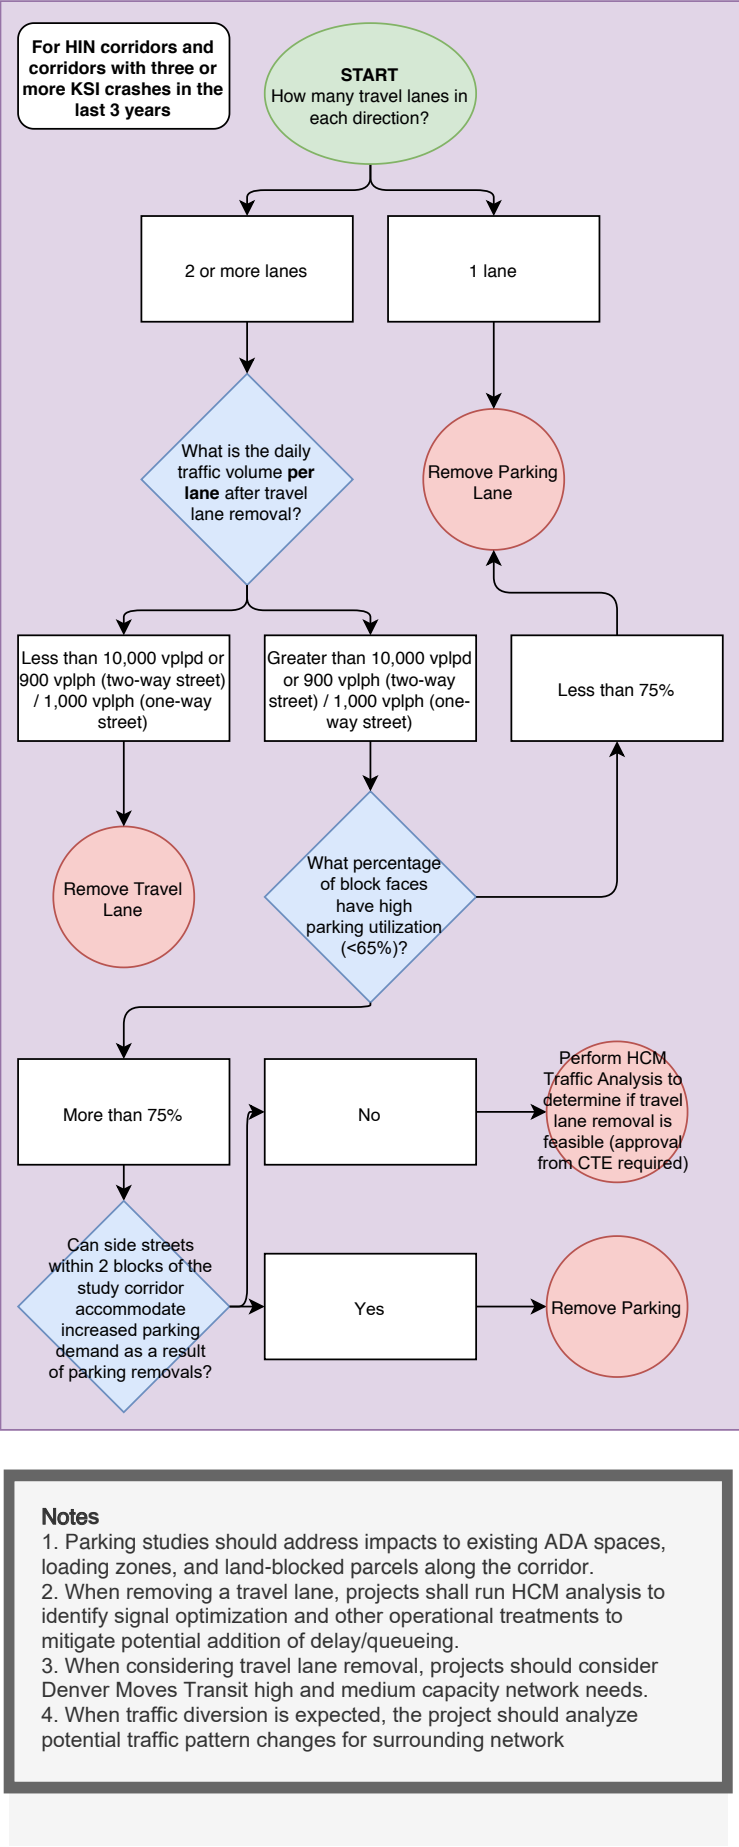 For HIN corridors and
corridors with three or
more KSI crashes in the
last 3 years
START
How many travel lanes in
each direction?
2 or more lanes
1 lane
What is the daily
traffic volume per
lane after travel
lane removal?
Remove Parking
Lane
Less than 10,000 vplpd or
900 vplph (two-way street)
/ 1,000 vplph (one-way
street)
Greater than 10,000 vplpd
or 900 vplph (two-way
street) / 1,000 vplph (one-
way street)
Less than 75%
Remove Travel
Lane
What percentage
of block faces
have high
parking utilization
(<65%)?
More than 75%
No
Perform HCM
Traffic Analysis to
determine if travel
lane removal is
feasible (approval
from CTE required)
Can side streets
within 2 blocks of the
study corridor
accommodate
increased parking
demand as a result
of parking removals?
Yes
Remove Parking
Notes
1. Parking studies should address impacts to existing ADA spaces,
loading zones, and land-blocked parcels along the corridor.
2. When removing a travel lane, projects shall run HCM analysis to
identify signal optimization and other operational treatments to
mitigate potential addition of delay/queueing.
3. When considering travel lane removal, projects should consider
Denver Moves Transit high and medium capacity network needs.
4. When traffic diversion is expected, the project should analyze
potential traffic pattern changes for surrounding network